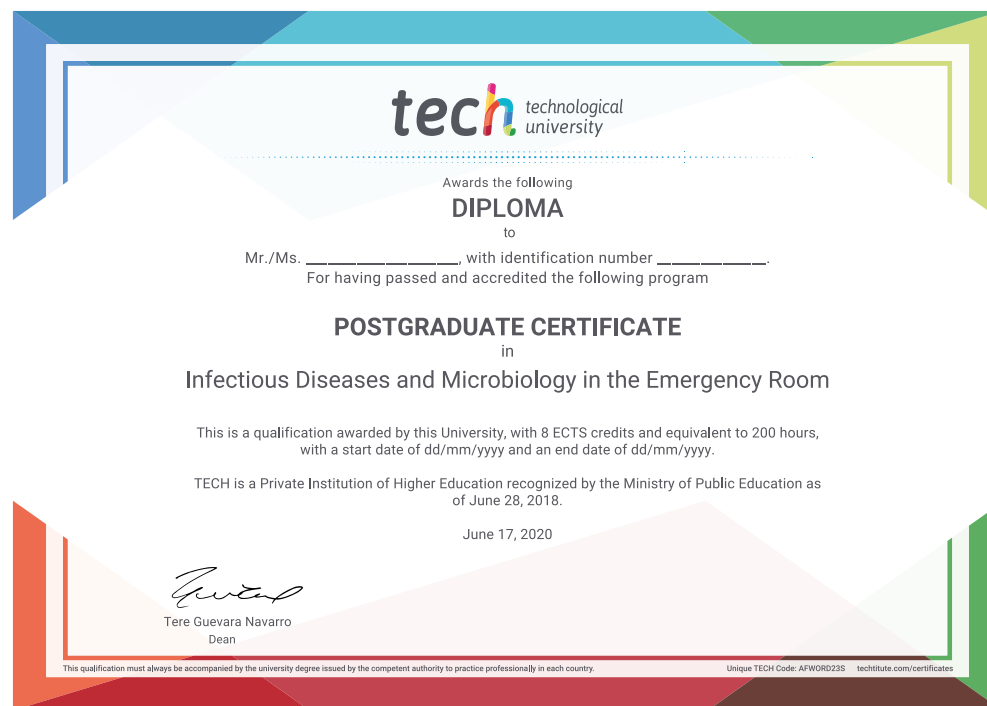 tech technological
university
Awards the following
DIPLOMA
to
Mr./Ms. ____________________, with identification number ______________.
For having passed and accredited the following program
POSTGRADUATE CERTIFICATE
in
Infectious Diseases and Microbiology in the Emergency Room
This is a qualification awarded by this University, with 8 ECTS credits and equivalent to 200 hours,
with a start date of dd/mm/yyyy and an end date of dd/mm/yyyy.
TECH is a Private Institution of Higher Education recognized by the Ministry of Public Education as
of June 28, 2018.
June 17, 2020
Tere Guevara Navarro
Dean
This qualification must always be accompanied by the university degree issued by the competent authority to practice professionally in each country.
Unique TECH Code: AFWORD23S techtitute.com/certificates